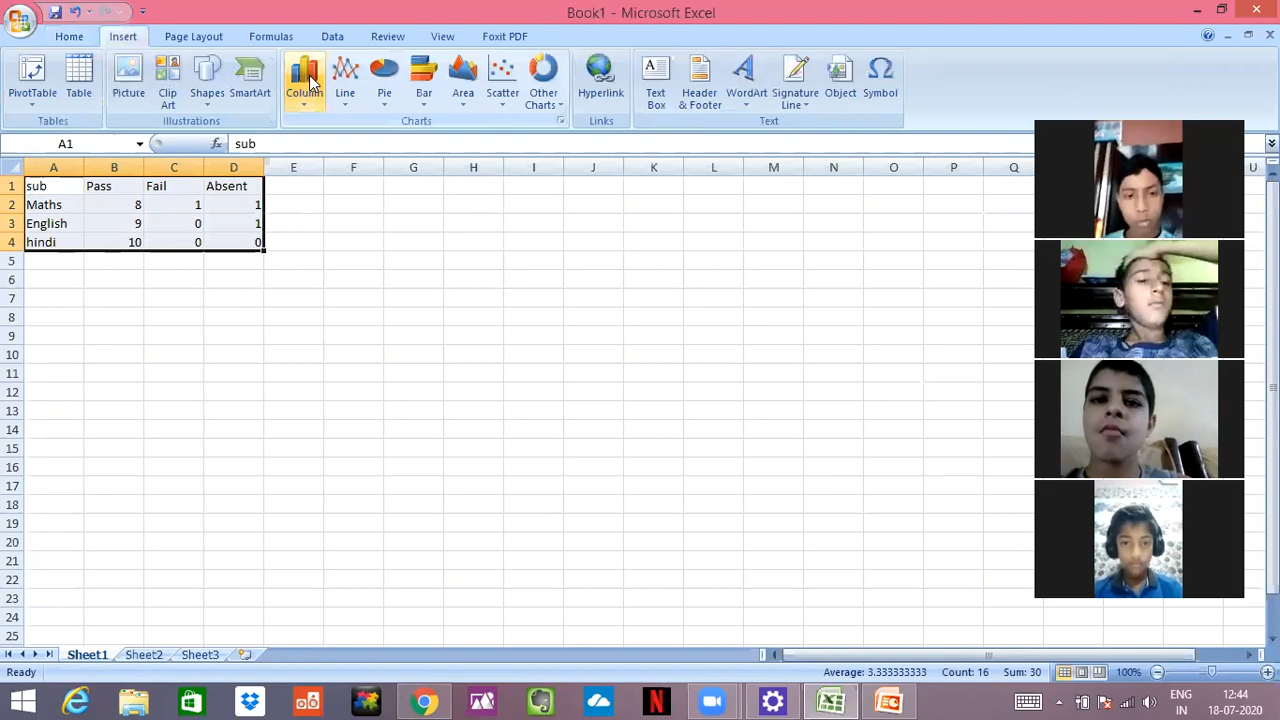 Book1 - Microsoft Excel
Home Insert Page Layout Formulas Data Review View Foxit PDF
PivotTable Table Picture Clip Art Shapes SmartArt Column Line Pie Bar Area Scatter Other Charts Hyperlink Text Box Header & Footer WordArt Signature Line Object Symbol
Tables Illustrations Charts Links Text
A1 fx sub
A B C D E F G H I J K L M N O P Q U
1 sub Pass Fail Absent
2 Maths 8 1 1
3 English 9 0 1
4 hindi 10 0 0
5
6
7
8
9
10
11
12
13
14
15
16
17
18
19
20
21
22
23
24
25
Sheet1 Sheet2 Sheet3
Ready Average: 3.333333333 Count: 16 Sum: 30 100%
ENG 12:44
IN 18-07-2020